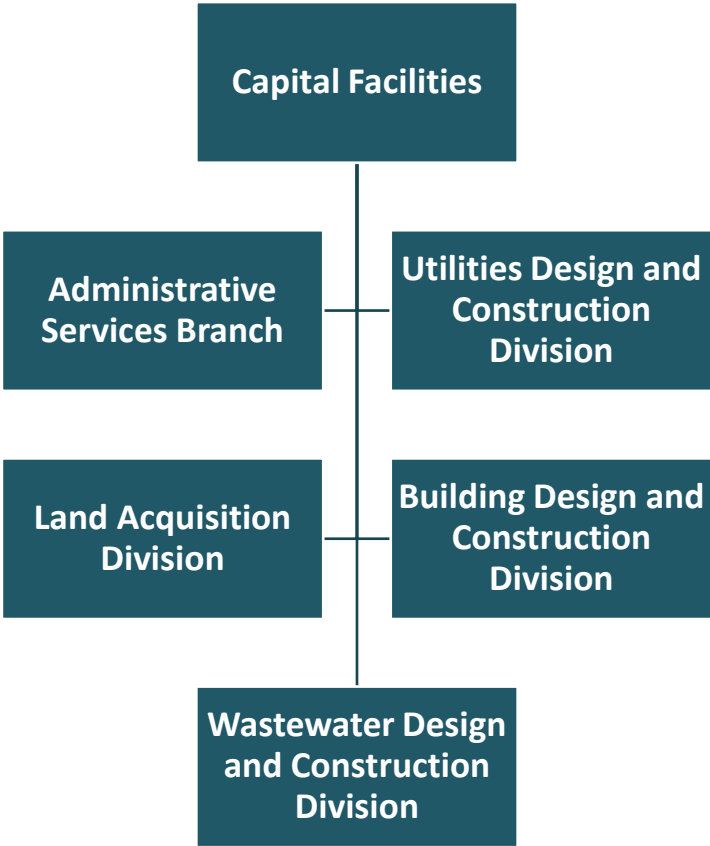 Capital Facilities
Administrative
Services Branch
Utilities Design and
Construction
Division
Land Acquisition
Division
Building Design and
Construction
Division
Wastewater Design
and Construction
Division